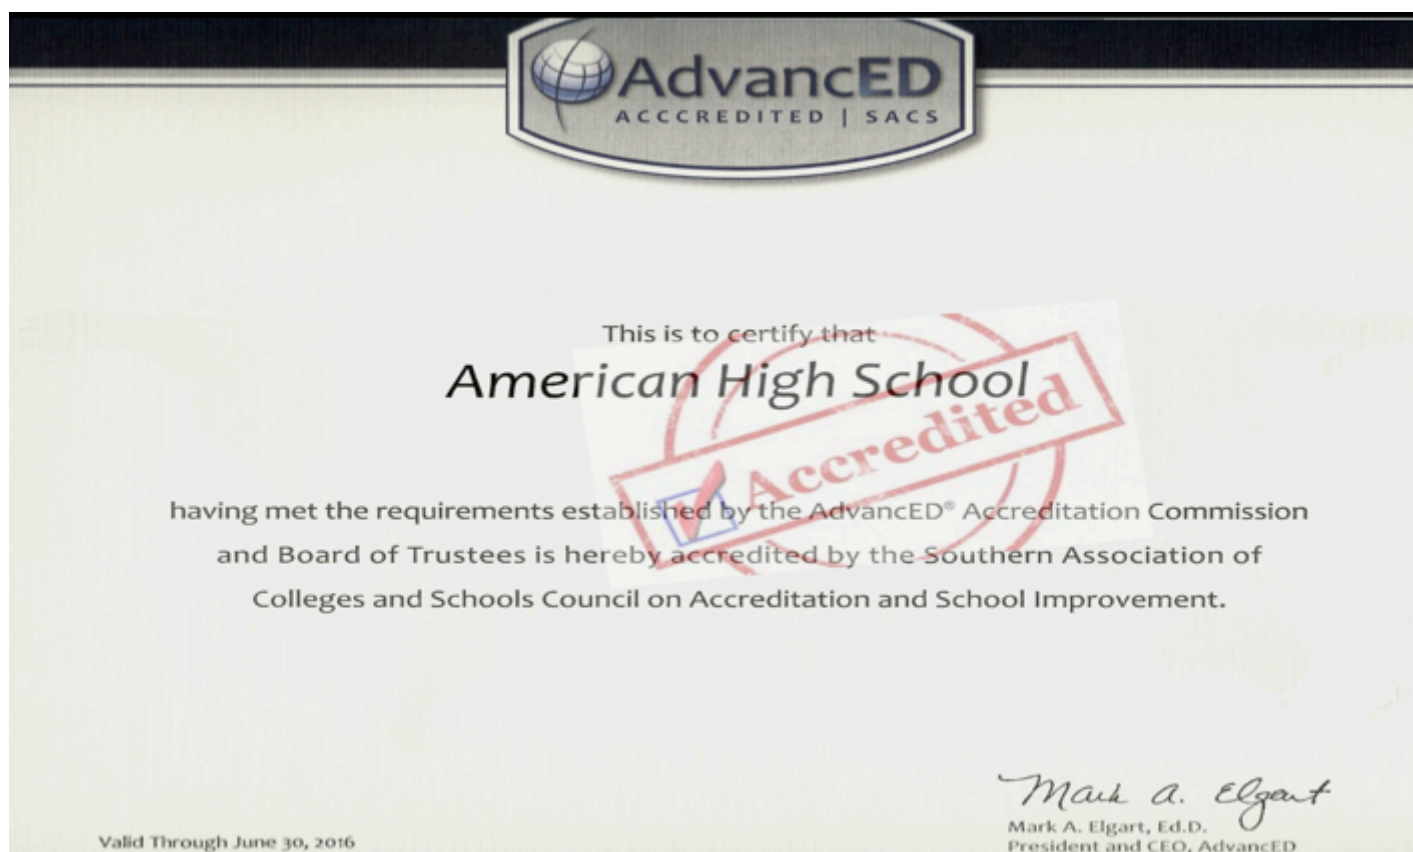 AdvancED
ACCCREDITED | SACS
This is to certify that
American High School
Accredited
having met the requirements established by the AdvancED® Accreditation Commission
and Board of Trustees is hereby accredited by the Southern Association of
Colleges and Schools Council on Accreditation and School Improvement.
Mark A. Elgart
Mark A. Elgart, Ed.D.
Valid Through June 30, 2016
President and CEO, AdvancED